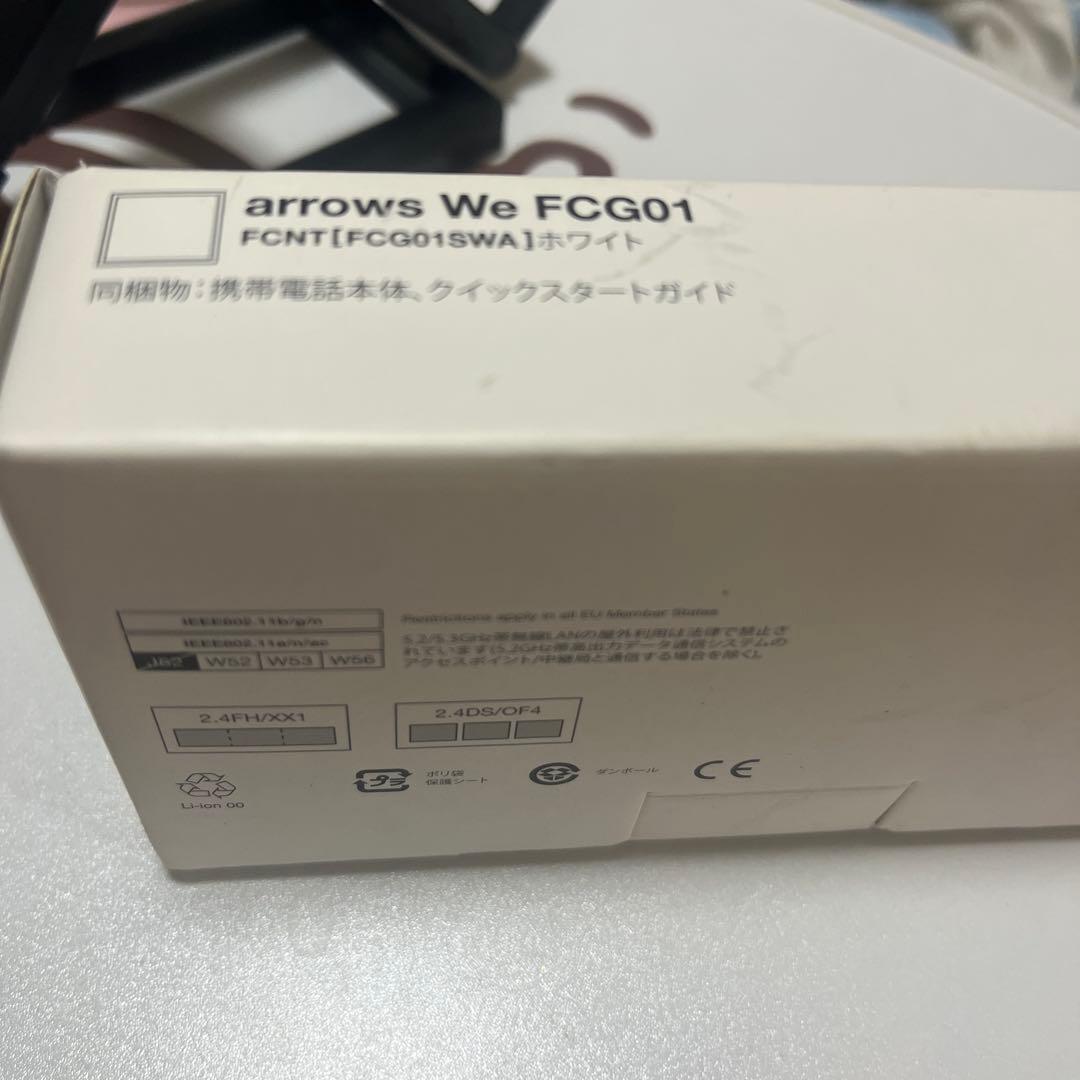 arrows We FCG01
FCNT[FCG01SWA]ホワイト
同梱物:携帯電話本体、クイックスタートガイド
IEEE802.11b/g/n
IEEE802.11a/n/ac
J52 W52 W53 W56
Restrictions apply in all EU Member States
5.2/5.3GHz帯無線LANの屋外利用は法律で禁止さ
れています(5.2GHz帯高出力データ通信システムの
アクセスポイント/中継局と通信する場合を除く)。
2.4FH/XX1
2.4DS/OF4
Li-ion 00
プラ
ポリ袋
保護シート
ダンボール
CE